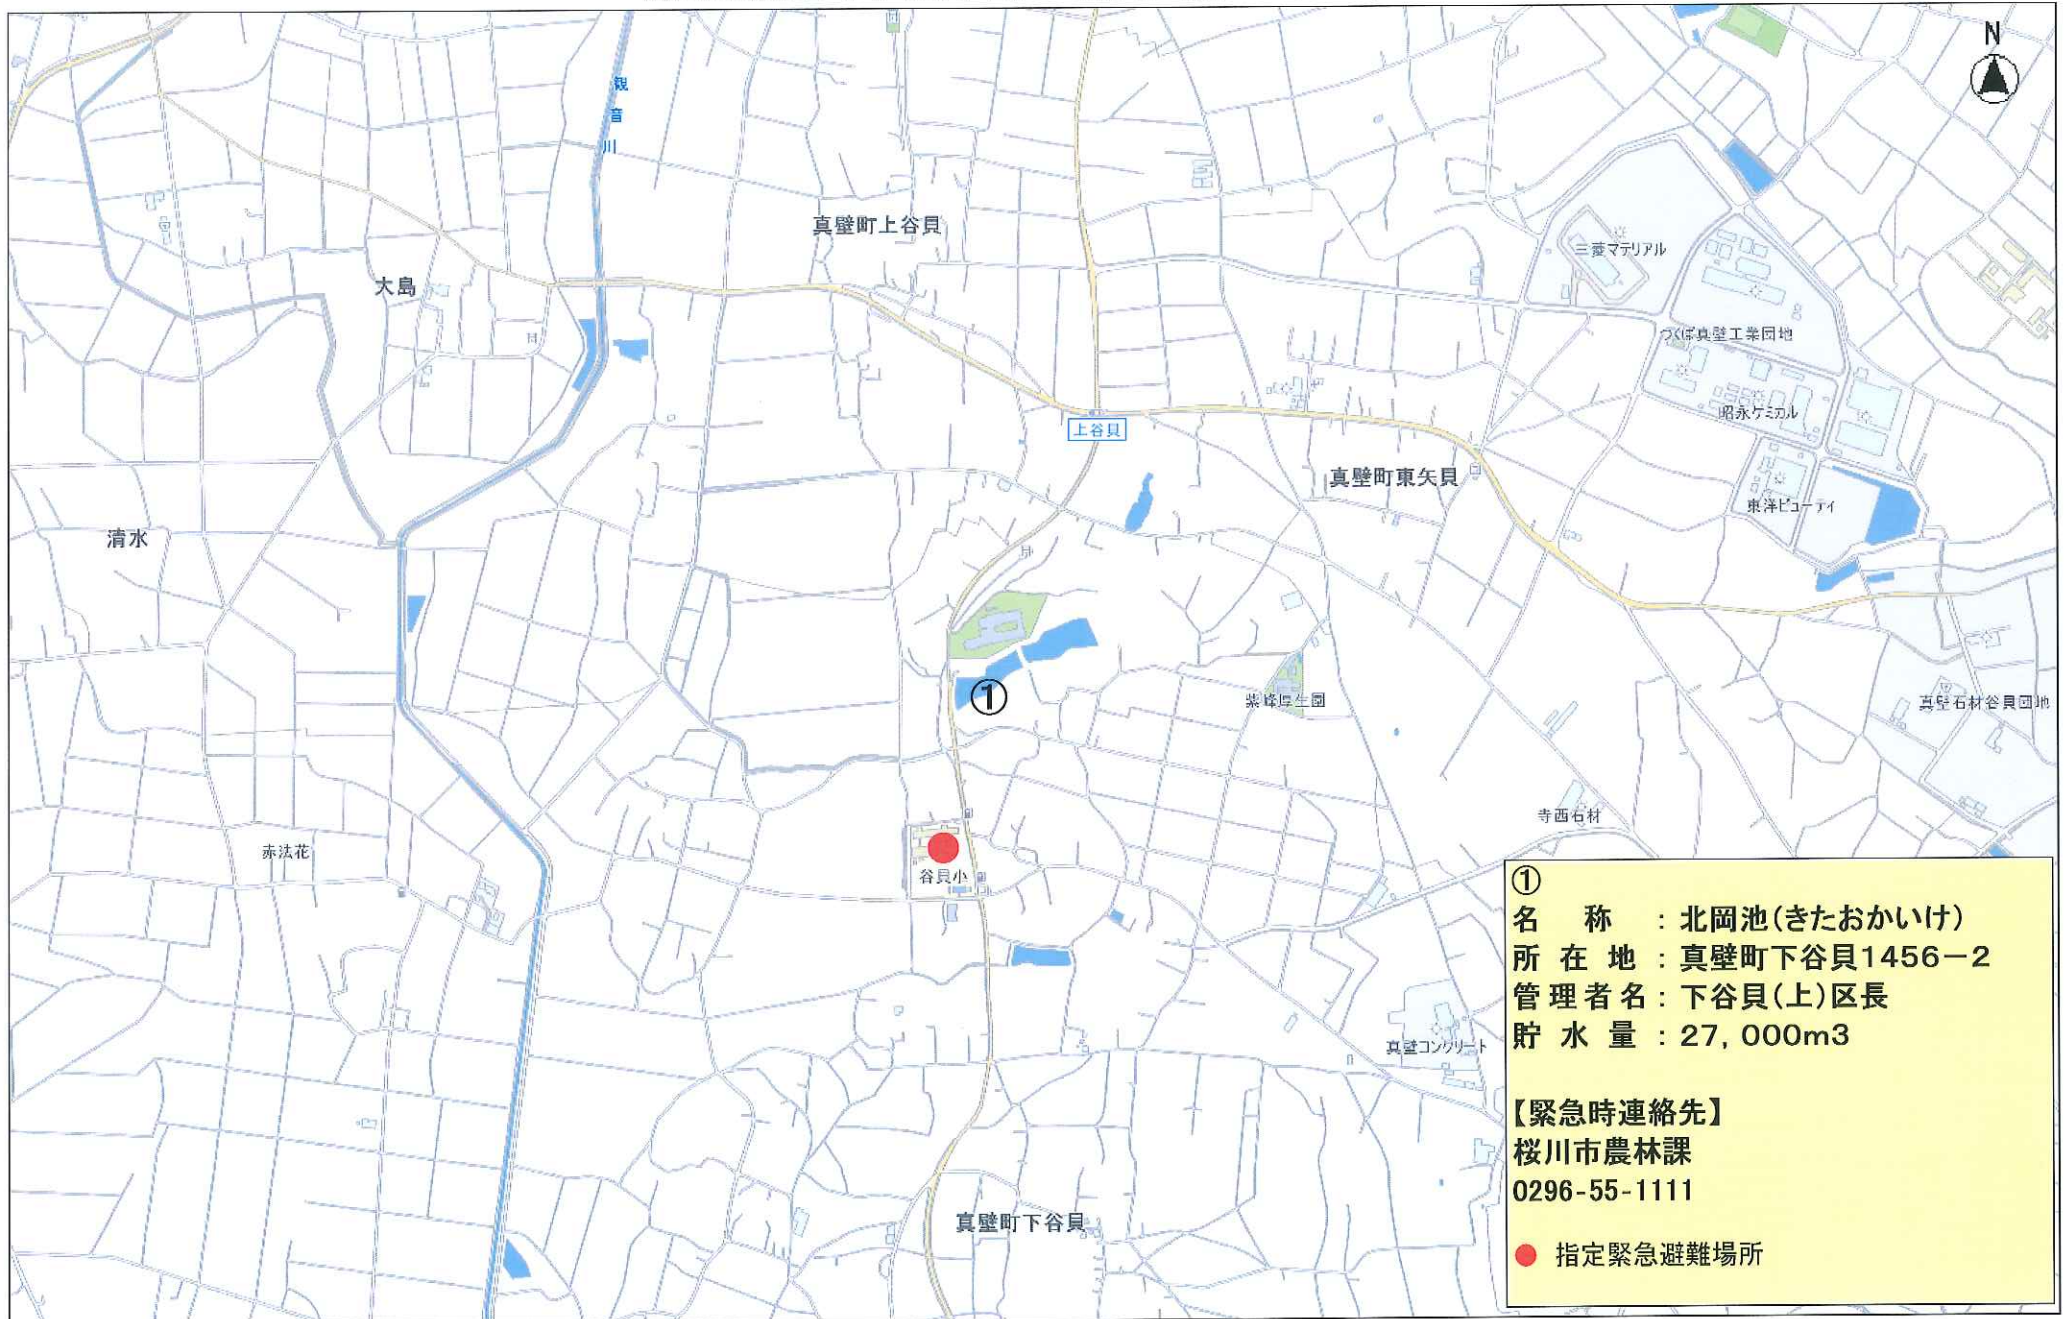 N
観音川
真壁町上谷貝
三菱マテリアル
大島
つくば真壁工業団地
昭永ケミカル
上谷貝
真壁町東矢貝
東洋ビューティ
清水
①
紫峰厚生園
真壁石材谷貝団地
寺西石材
赤法花
谷貝小
真壁コンクリート
真壁町下谷貝
①
名 称 : 北岡池(きたおかいけ)
所 在 地 : 真壁町下谷貝1456-2
管理者名 : 下谷貝(上)区長
貯 水 量 : 27,000m3
【緊急時連絡先】
桜川市農林課
0296-55-1111
指定緊急避難場所